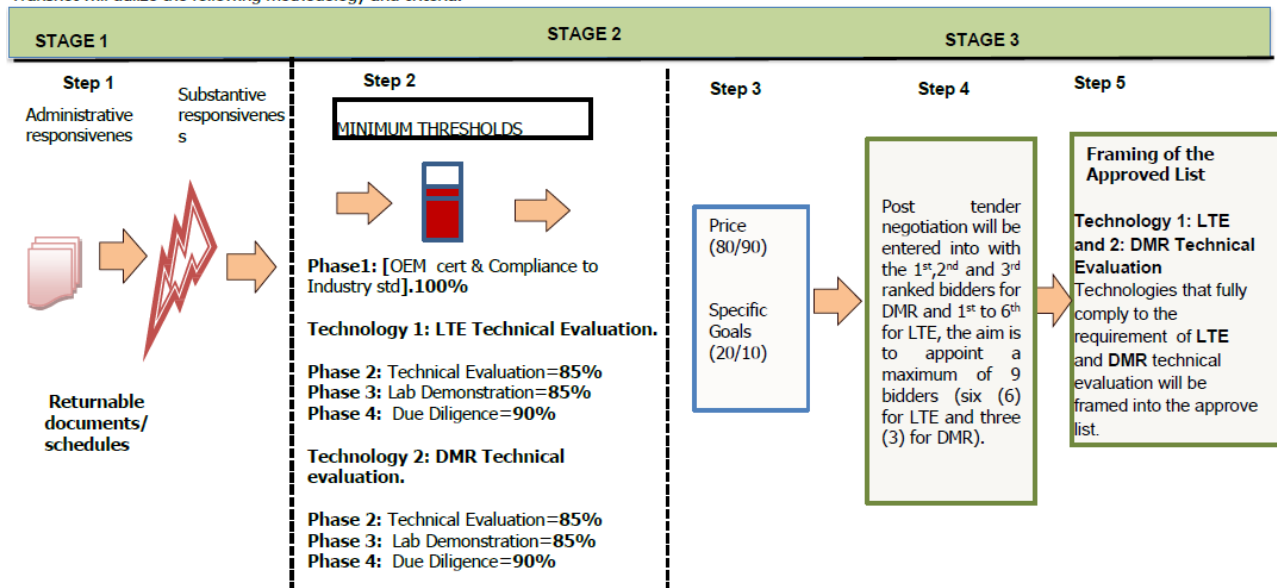 STAGE 1
STAGE 2
STAGE 3
Step 1
Administrative
responsivenes
Substantive
responsivenes
s
Returnable
documents/
schedules
Step 2
MINIMUM THRESHOLDS
Phase1: [OEM cert & Compliance to
Industry std].100%
Technology 1: LTE Technical Evaluation.
Phase 2: Technical Evaluation=85%
Phase 3: Lab Demonstration=85%
Phase 4: Due Diligence=90%
Technology 2: DMR Technical
evaluation.
Phase 2: Technical Evaluation=85%
Phase 3: Lab Demonstration=85%
Phase 4: Due Diligence=90%
Step 3
Price
(80/90)
Specific
Goals
(20/10)
Step 4
Post tender
negotiation will be
entered into with
the 1st,2nd and 3rd
ranked bidders for
DMR and 1st to 6th
for LTE, the aim is
to appoint a
maximum of 9
bidders (six (6)
for LTE and three
(3) for DMR).
Step 5
Framing of the
Approved List
Technology 1: LTE
and 2: DMR Technical
Evaluation
Technologies that fully
comply to the
requirement of LTE
and DMR technical
evaluation will be
framed into the approve
list.